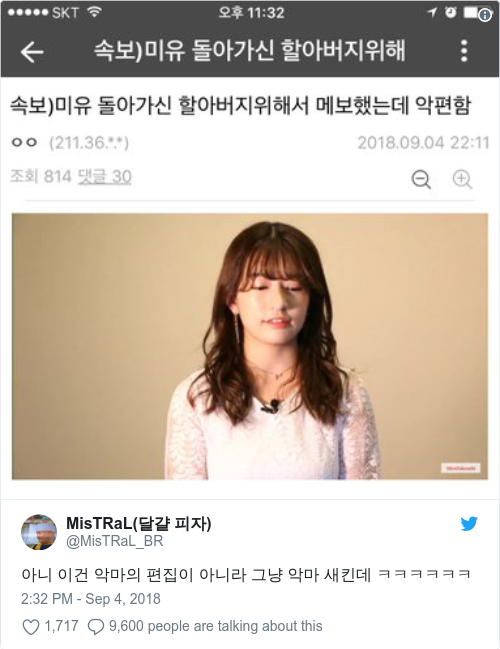 SKT 오후 11:32
속보)미유 돌아가신 할아버지위해
속보)미유 돌아가신 할아버지위해서 메보했는데 악편함
ㅇㅇ (211.36.*.*) 2018.09.04 22:11
조회 814 댓글 30
MisTRaL(달걀 피자)
@MisTRaL_BR
아니 이건 악마의 편집이 아니라 그냥 악마 새킨데 ㅋㅋㅋㅋㅋㅋ
2:32 PM - Sep 4, 2018
1,717 9,600 people are talking about this